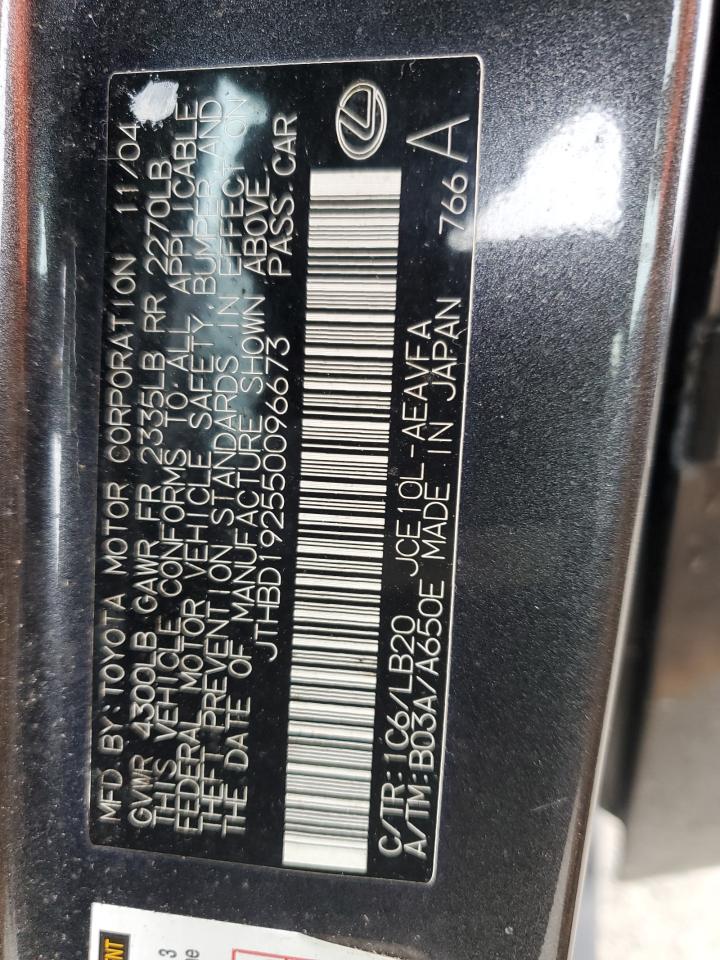 MFD BY:TOYOTA MOTOR CORPORATION 11/04
GVWR 4300LB GAWR FR 2335LB RR 2270LB
THIS VEHICLE CONFORMS TO ALL APPLICABLE
FEDERAL MOTOR VEHICLE SAFETY BUMPER AND
THEFT PREVENTION STANDARDS IN EFFECT ON
THE DATE OF MANUFACTURE SHOWN ABOVE
JTHBD192550096673 PASS.CAR
C/TR:1C6/LB20 JCE10L-AEAVFA
A/TM:B03A/A650E MADE IN JAPAN 766 A
3